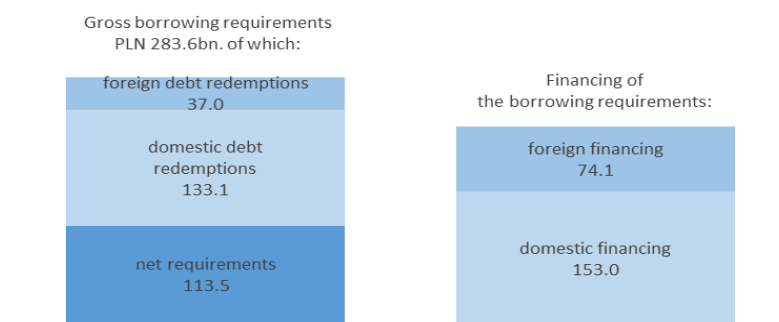 Gross borrowing requirements
PLN 283.6bn. of which:
foreign debt redemptions
37.0
domestic debt
redemptions
133.1
net requirements
113.5
Financing of
the borrowing requirements:
foreign financing
74.1
domestic financing
153.0